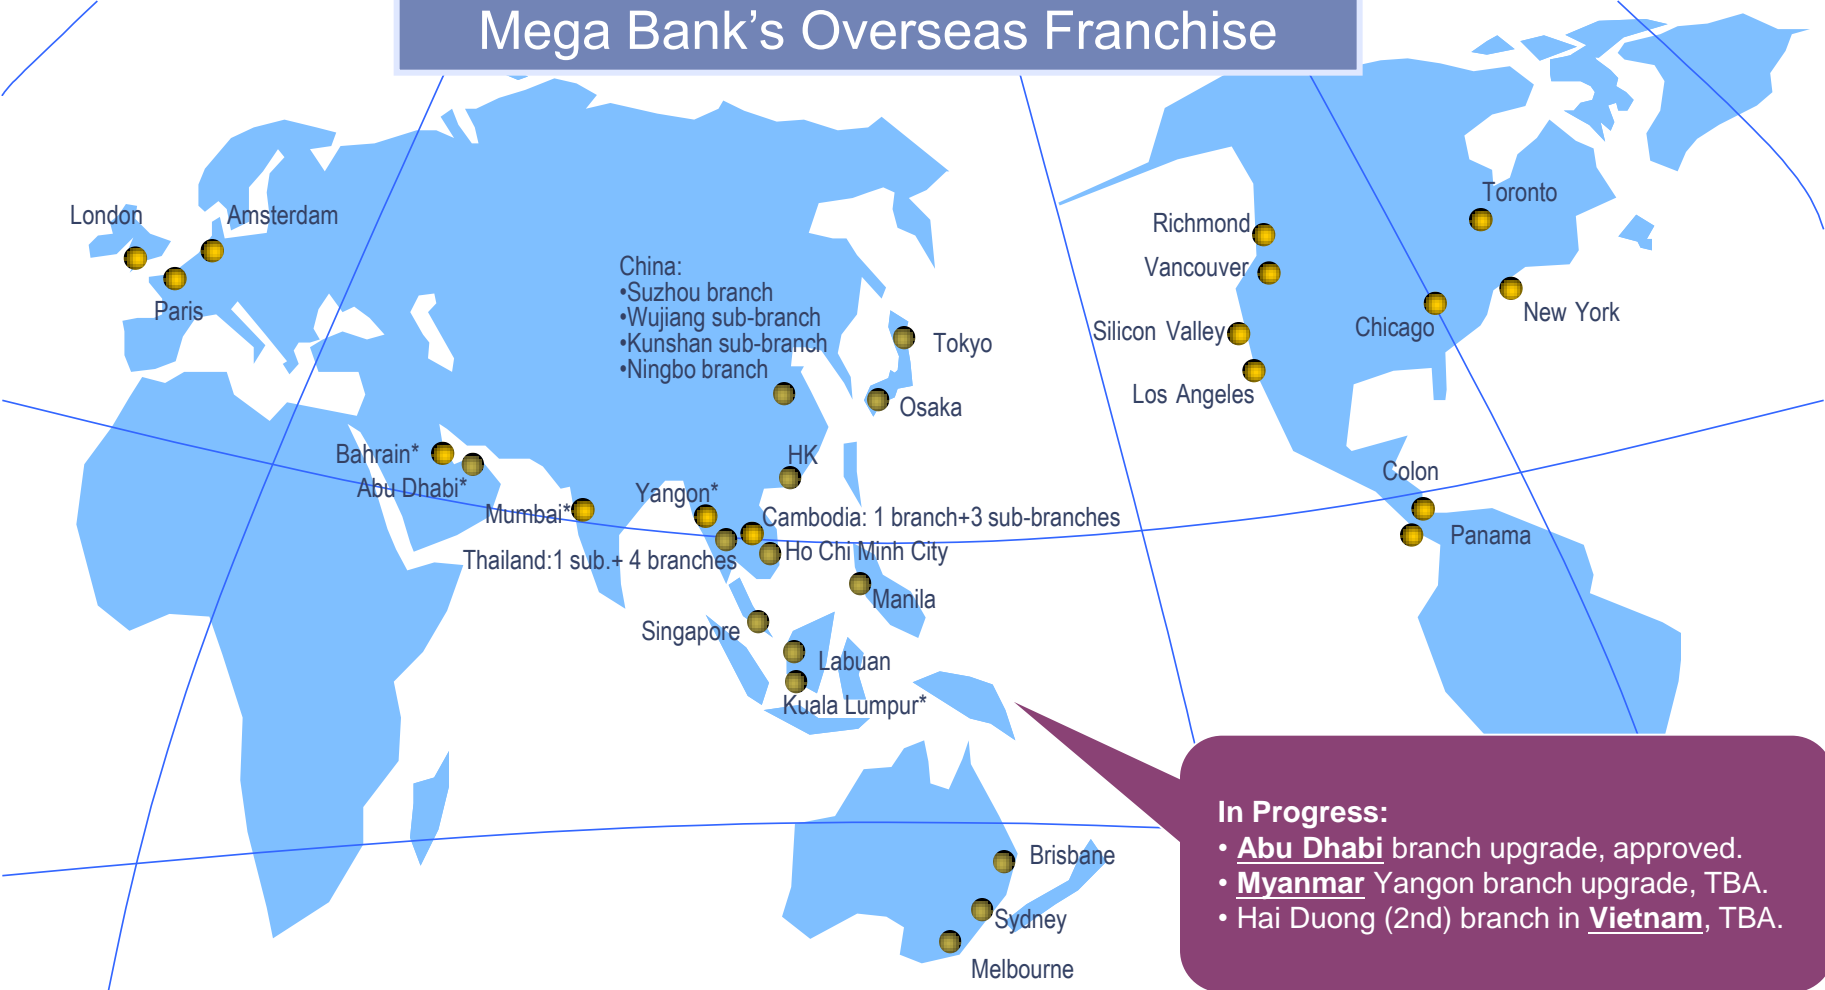 Mega Bank’s Overseas Franchise
London
Amsterdam
Paris
China:
•Suzhou branch
•Wujiang sub-branch
•Kunshan sub-branch
•Ningbo branch
Tokyo
Osaka
HK
Bahrain*
Abu Dhabi*
Mumbai*
Yangon*
Cambodia: 1 branch+3 sub-branches
Thailand:1 sub.+ 4 branches
Ho Chi Minh City
Manila
Singapore
Labuan
Kuala Lumpur*
Brisbane
Sydney
Melbourne
Richmond
Vancouver
Silicon Valley
Los Angeles
Toronto
Chicago
New York
Colon
Panama
In Progress:
• Abu Dhabi branch upgrade, approved.
• Myanmar Yangon branch upgrade, TBA.
• Hai Duong (2nd) branch in Vietnam, TBA.